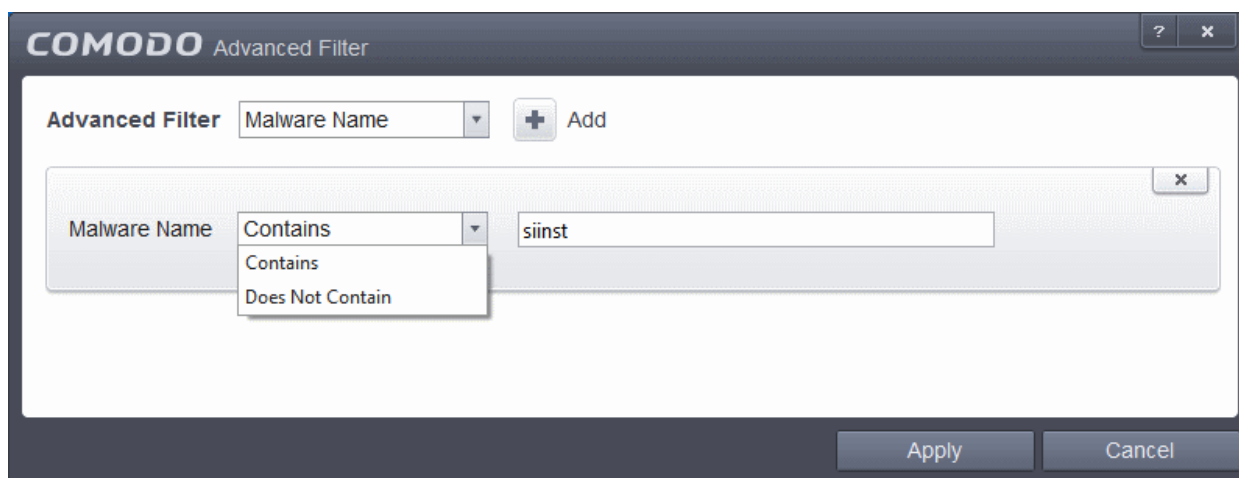 COMODO Advanced Filter ? ×
Advanced Filter Malware Name + Add
×
Malware Name Contains siinst
Contains
Does Not Contain
Apply Cancel